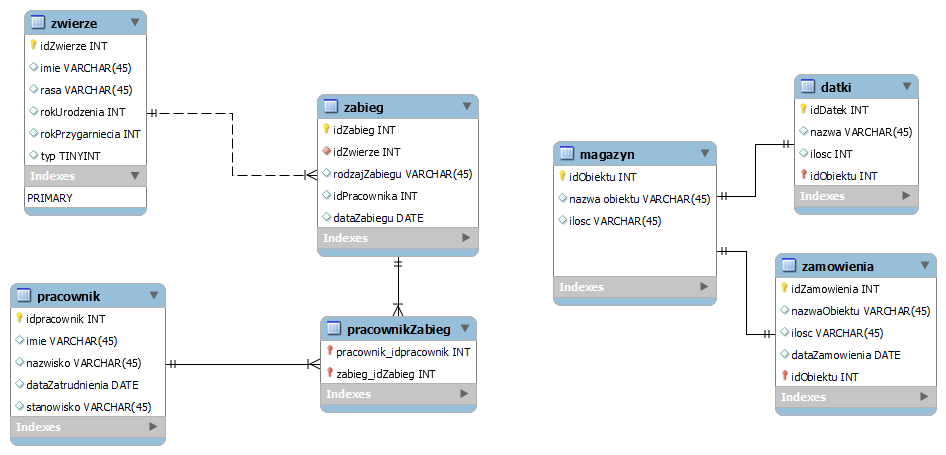 zwierze
idZwierze INT
imie VARCHAR(45)
rasa VARCHAR(45)
rokUrodzenia INT
rokPrzygarniecia INT
typ TINYINT
Indexes
PRIMARY
zabieg
idZabieg INT
idZwierze INT
rodzajZabiegu VARCHAR(45)
idPracownika INT
dataZabiegu DATE
Indexes
magazyn
idObiektu INT
nazwa obiektu VARCHAR(45)
ilosc VARCHAR(45)
Indexes
datki
idDatek INT
nazwa VARCHAR(45)
ilosc INT
idObiektu INT
Indexes
pracownik
idpracownik INT
imie VARCHAR(45)
nazwisko VARCHAR(45)
dataZatrudnienia DATE
stanowisko VARCHAR(45)
Indexes
pracownikZabieg
pracownik_idpracownik INT
zabieg_idZabieg INT
Indexes
zamowienia
idZamowienia INT
nazwaObiektu VARCHAR(45)
ilosc VARCHAR(45)
dataZamowienia DATE
idObiektu INT
Indexes